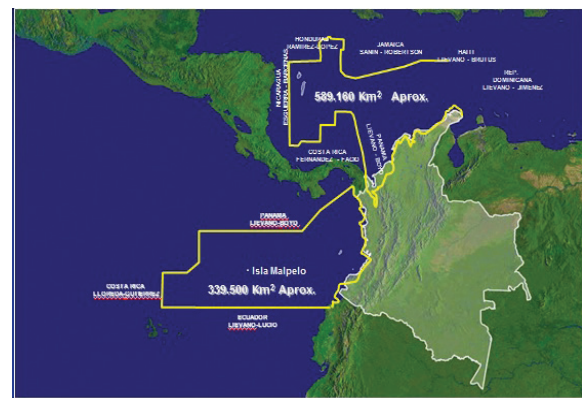 HONDURAS
RAMIREZ-LOPEZ
JAMAICA
SANIN - ROBERTSON
HAITI
LIEVANO - BRUTUS
REP.
DOMINICANA
LIEVANO - JIMENEZ
NICARAGUA
ESGUERRA - BARCENAS
589.160 Km² Aprox.
PANAMA
LIEVANO - BOYD
COSTA RICA
FERNANDEZ - FACIO
PANAMA
LIEVANO-BOYD
Isla Malpelo
339.500 Km² Aprox.
COSTA RICA
LLOREDA-GUTIERREZ
ECUADOR
LIEVANO-LUCIO